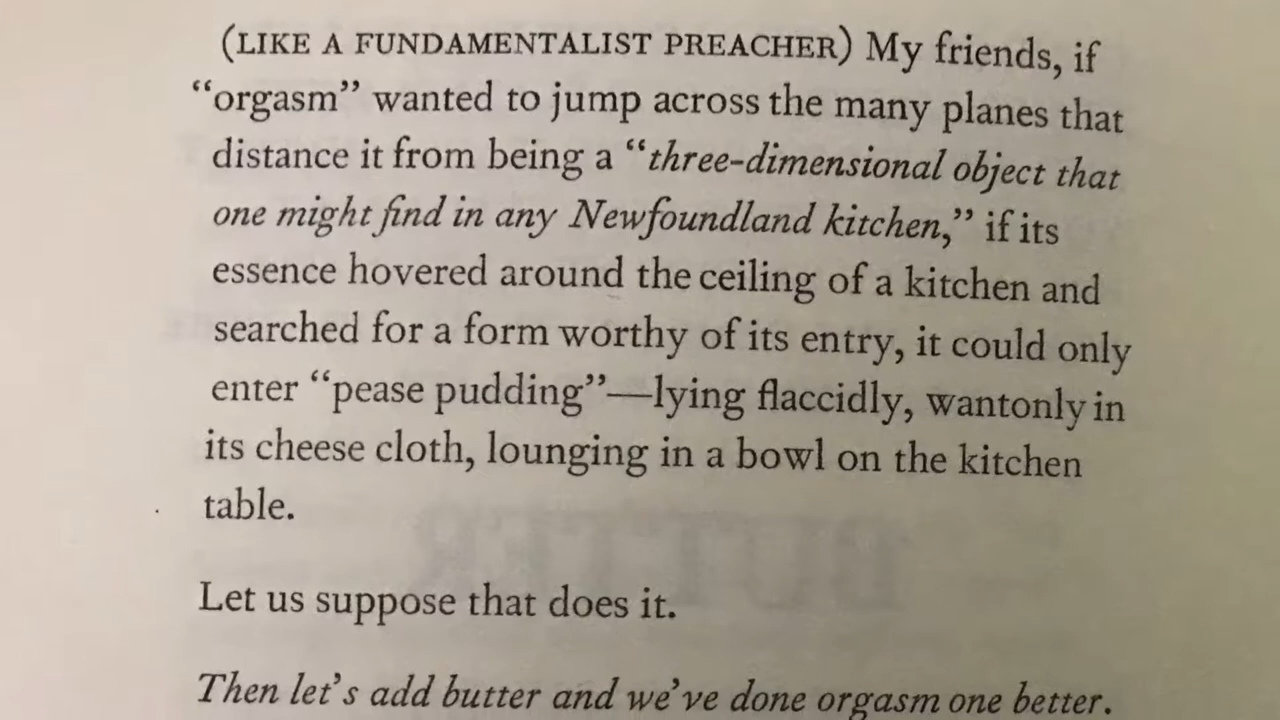 (LIKE A FUNDAMENTALIST PREACHER) My friends, if
“orgasm” wanted to jump across the many planes that
distance it from being a “three-dimensional object that
one might find in any Newfoundland kitchen,” if its
essence hovered around the ceiling of a kitchen and
searched for a form worthy of its entry, it could only
enter “pease pudding”—lying flaccidly, wantonly in
its cheese cloth, lounging in a bowl on the kitchen
table.
Let us suppose that does it.
Then let’s add butter and we’ve done orgasm one better.
BUTTER